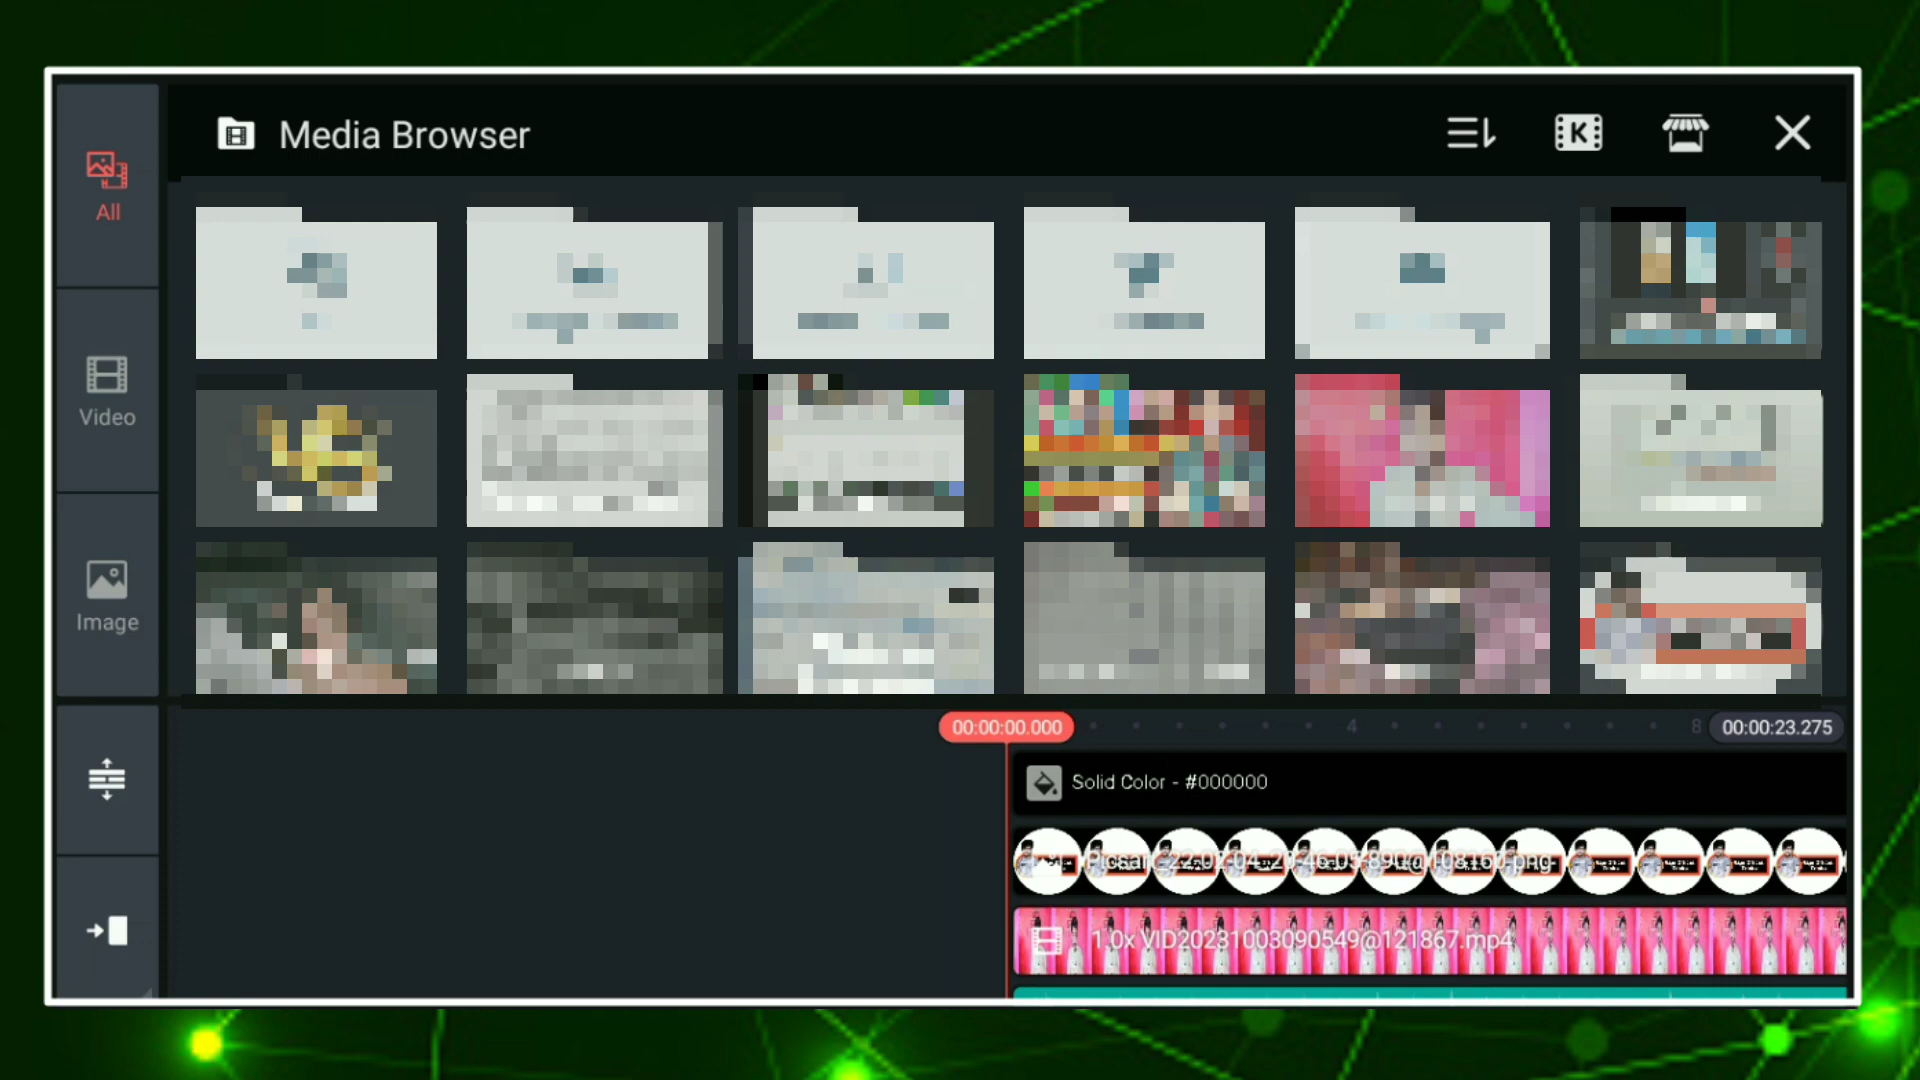 Media Browser
K
All
Video
Image
00:00:00.000
4
8
00:00:23.275
Solid Color - #000000
1.0x VID20231003090549@121867.mp4